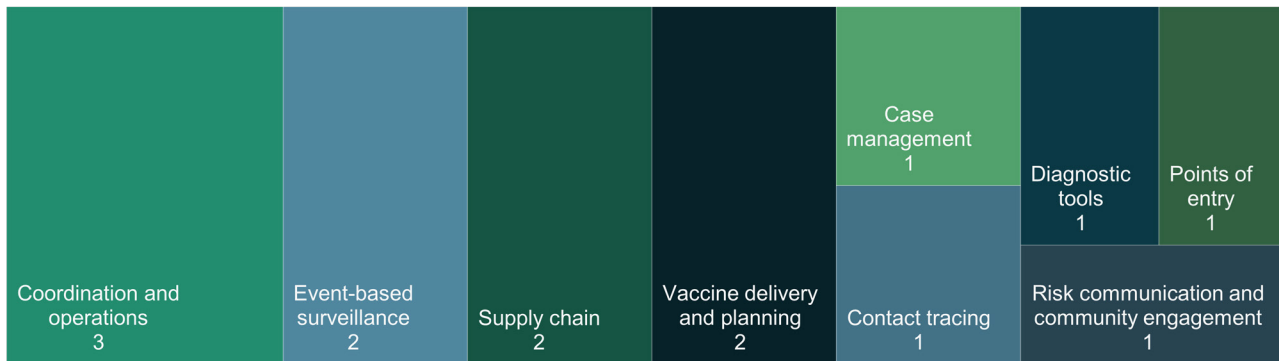 Coordination and
operations
3
Event-based
surveillance
2
Supply chain
2
Vaccine delivery
and planning
2
Case
management
1
Contact tracing
1
Diagnostic
tools
1
Points of
entry
1
Risk communication and
community engagement
1